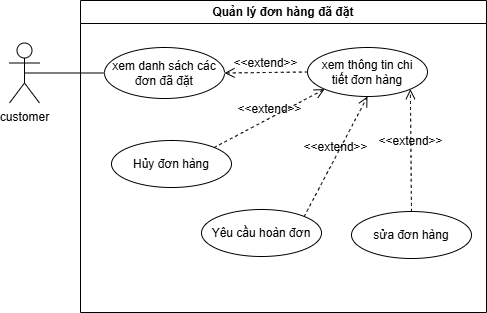 Quản lý đơn hàng đã đặt
xem danh sách các
đơn đã đặt
<<extend>>
xem thông tin chi
tiết đơn hàng
customer
<<extend>>
Hủy đơn hàng
<<extend>>
<<extend>>
Yêu cầu hoàn đơn
sửa đơn hàng